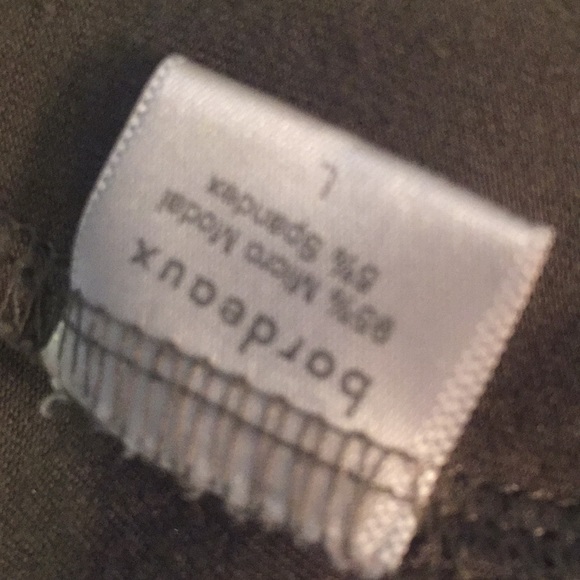 bordeaux
95% Micro Modal
5% Spandex
L